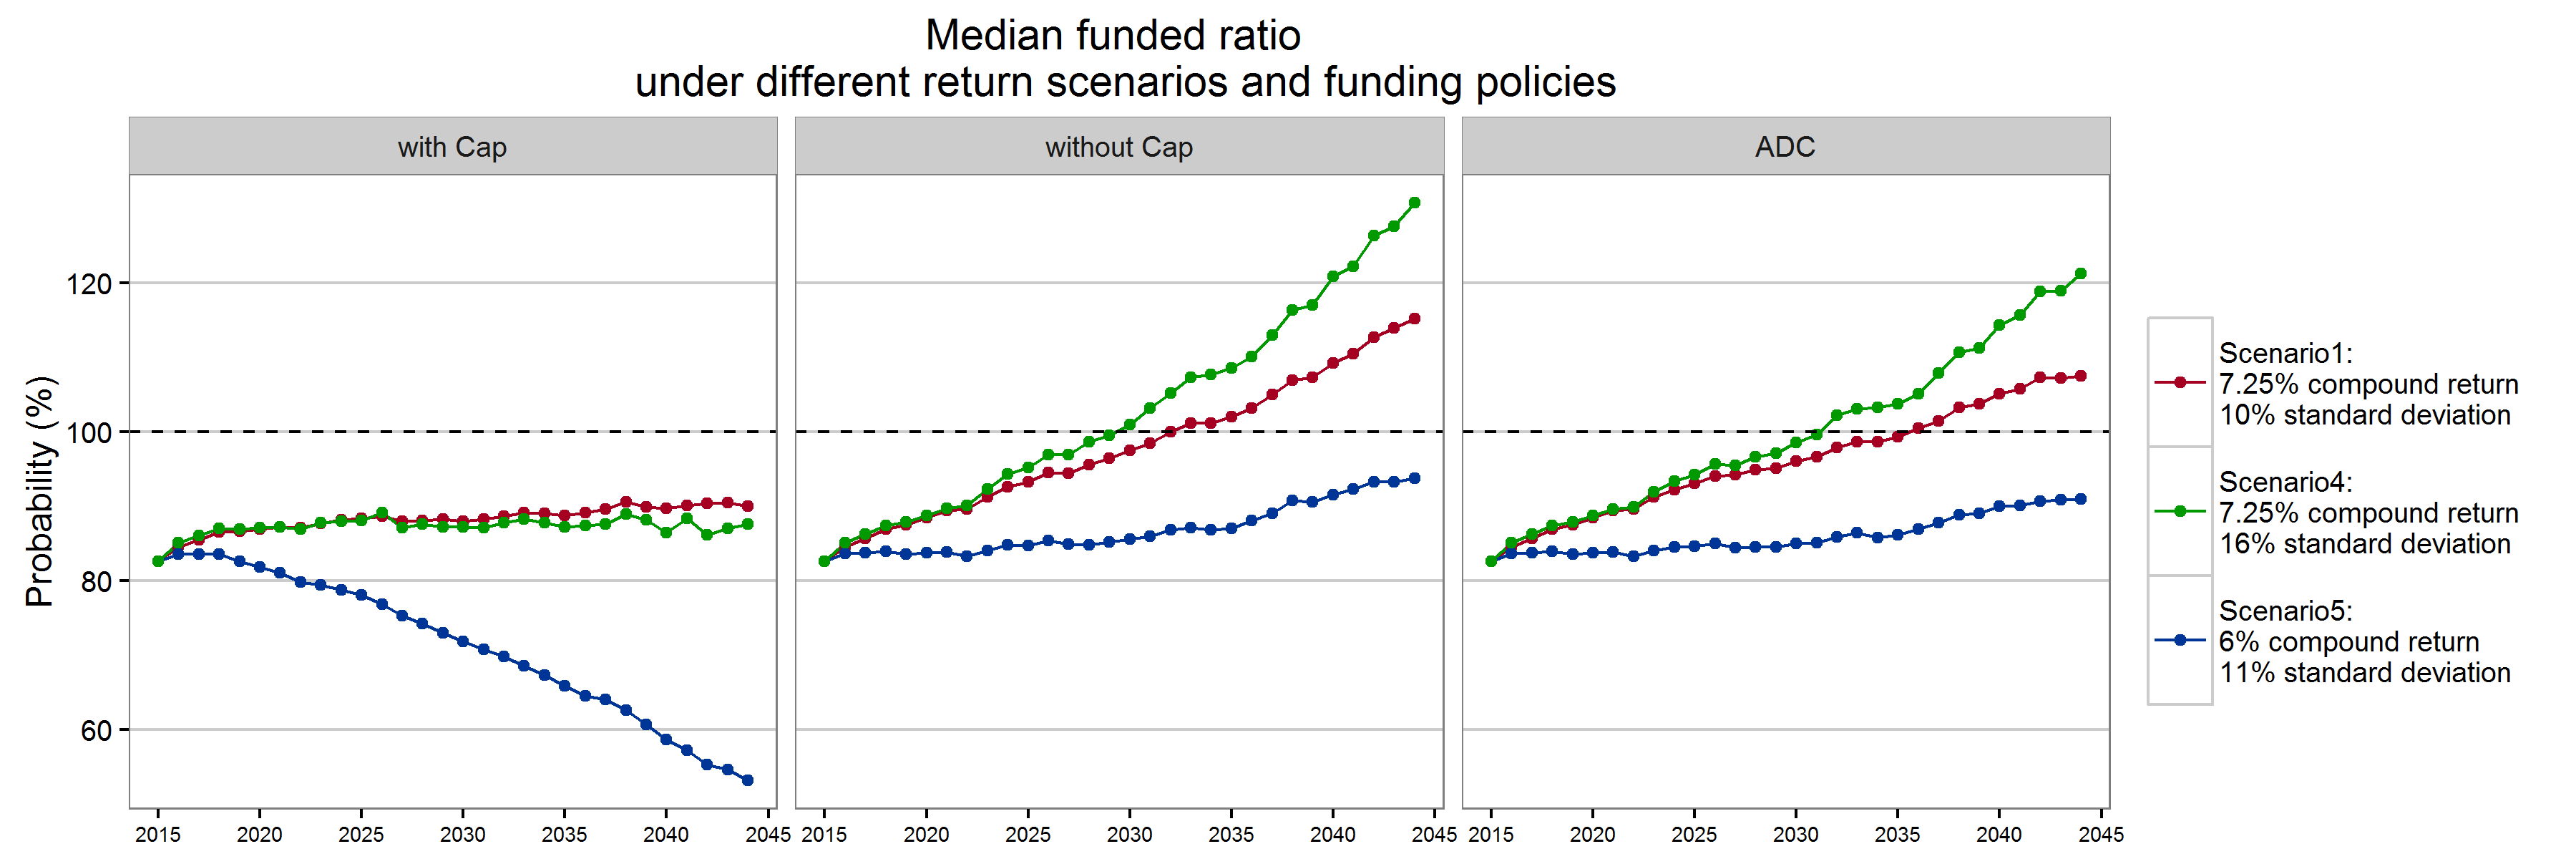 Median funded ratio
under different return scenarios and funding policies
with Cap
without Cap
ADC
Probability (%)
120
100
80
60
2015 2020 2025 2030 2035 2040 2045
2015 2020 2025 2030 2035 2040 2045
2015 2020 2025 2030 2035 2040 2045
Scenario1:
7.25% compound return
10% standard deviation
Scenario4:
7.25% compound return
16% standard deviation
Scenario5:
6% compound return
11% standard deviation